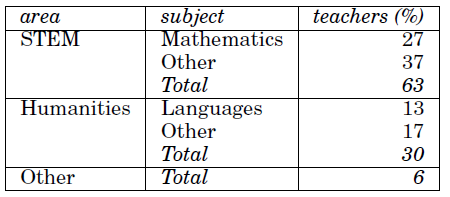 area subject teachers (%)
STEM Mathematics 27
Other 37
Total 63
Humanities Languages 13
Other 17
Total 30
Other Total 6